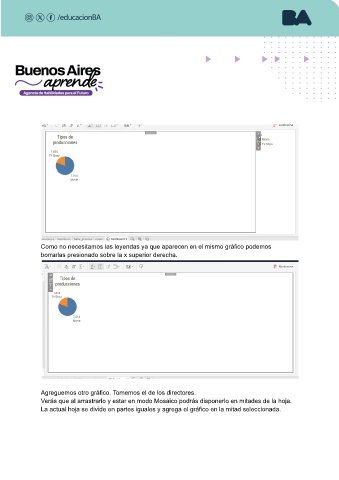 /educacionBA
BA
Buenos Aires
aprende
Agencia de Habilidades para el Futuro
Tipos de
producciones
TV Show
Movie
Como no necesitamos las leyendas ya que aparecen en el mismo gráfico podemos
borrarlas presionado sobre la x superior derecha.
Tipos de
producciones
Agreguemos otro gráfico. Tomemos el de los directores.
Verás que al arrastrarlo y estar en modo Mosaico podrás disponerlo en mitades de la hoja.
La actual hoja se divide en partes iguales y agrega el gráfico en la mitad seleccionada.